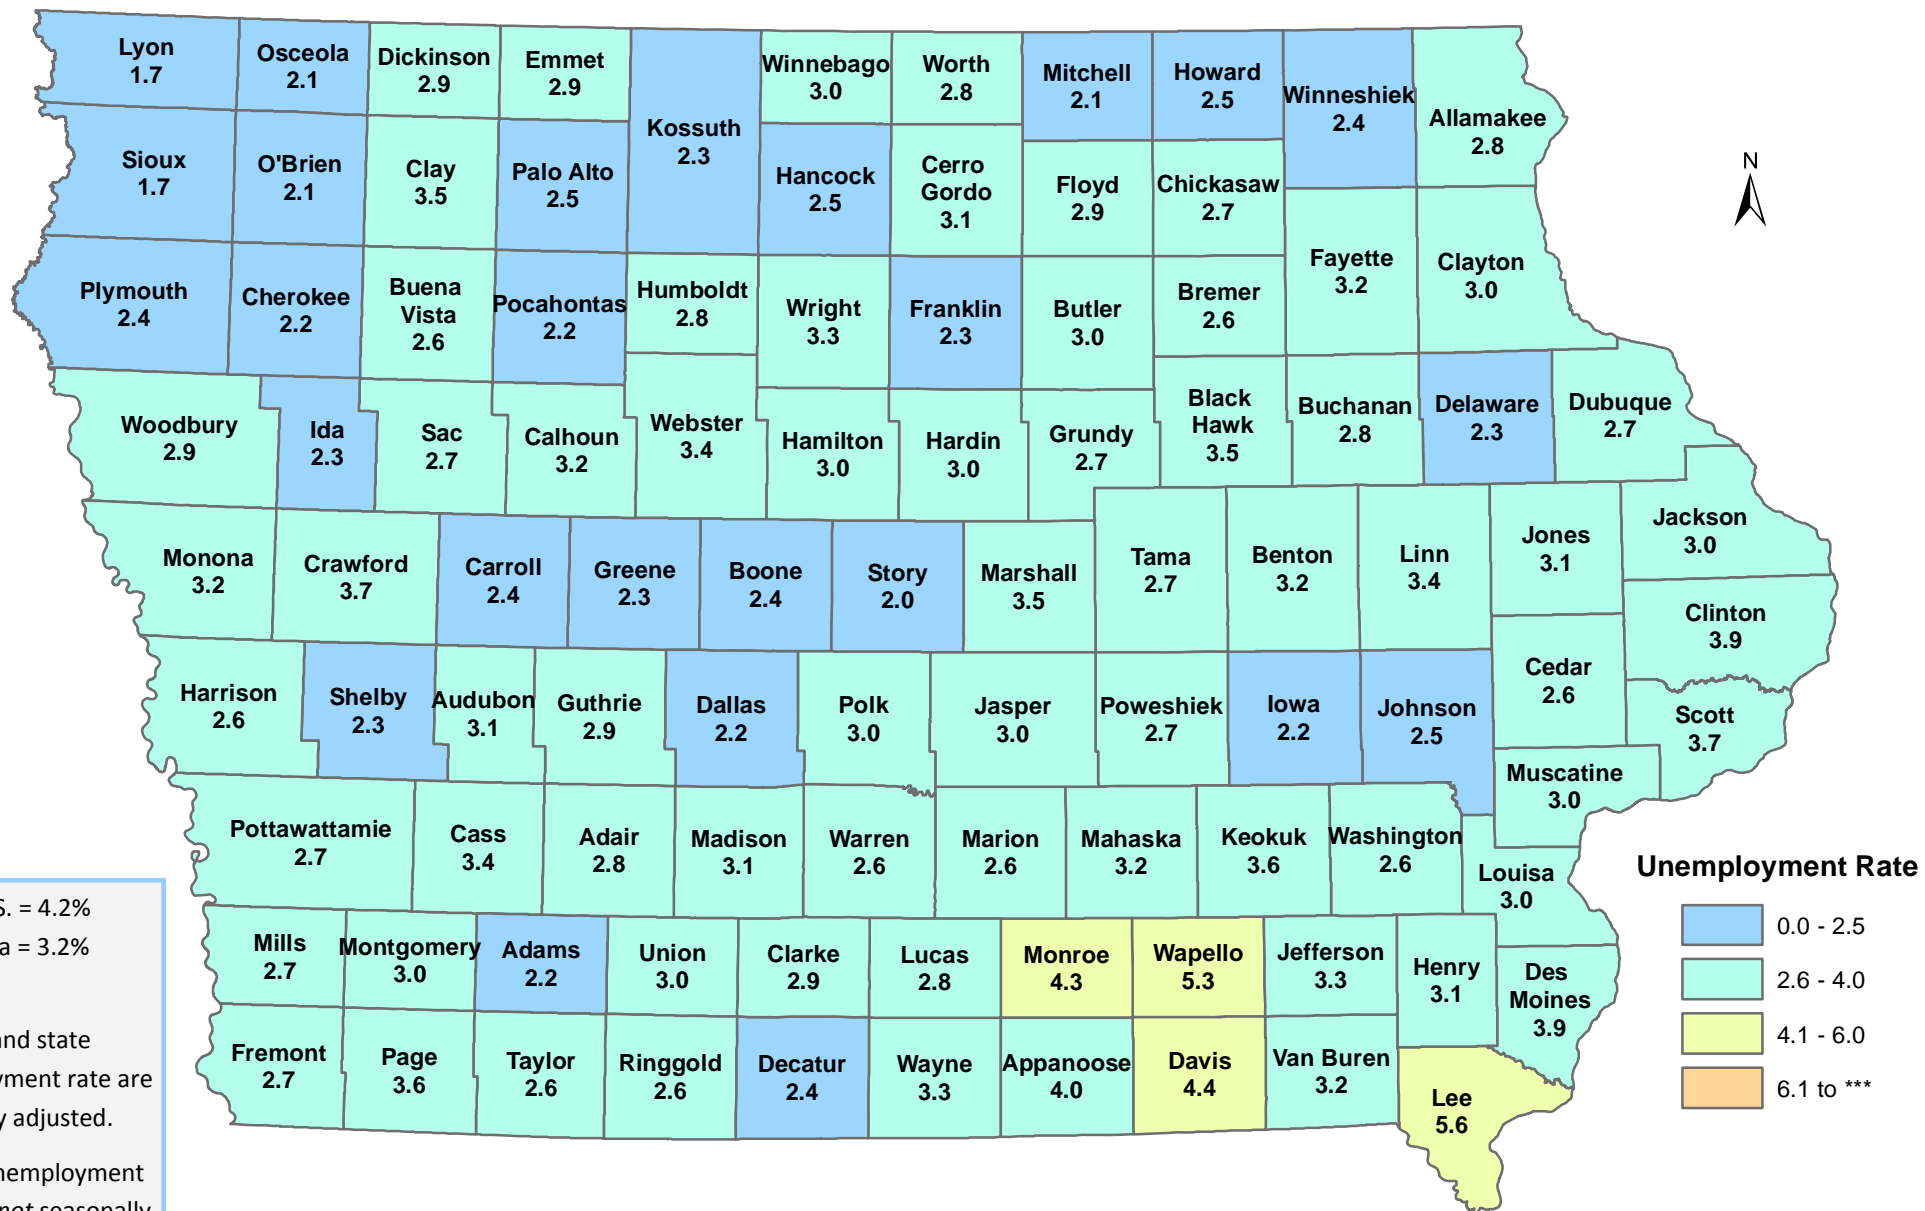 Lyon
1.7
Osceola
2.1
Dickinson
2.9
Emmet
2.9
Kossuth
2.3
Winnebago
3.0
Worth
2.8
Mitchell
2.1
Howard
2.5
Winneshiek
2.4
Allamakee
2.8
Sioux
1.7
O'Brien
2.1
Clay
3.5
Palo Alto
2.5
Hancock
2.5
Cerro
Gordo
3.1
Floyd
2.9
Chickasaw
2.7
N
Plymouth
2.4
Cherokee
2.2
Buena
Vista
2.6
Pocahontas
2.2
Humboldt
2.8
Wright
3.3
Franklin
2.3
Butler
3.0
Bremer
2.6
Fayette
3.2
Clayton
3.0
Woodbury
2.9
Ida
2.3
Sac
2.7
Calhoun
3.2
Webster
3.4
Hamilton
3.0
Hardin
3.0
Grundy
2.7
Black
Hawk
3.5
Buchanan
2.8
Delaware
2.3
Dubuque
2.7
Monona
3.2
Crawford
3.7
Carroll
2.4
Greene
2.3
Boone
2.4
Story
2.0
Marshall
3.5
Tama
2.7
Benton
3.2
Linn
3.4
Jones
3.1
Jackson
3.0
Clinton
3.9
Harrison
2.6
Shelby
2.3
Audubon
3.1
Guthrie
2.9
Dallas
2.2
Polk
3.0
Jasper
3.0
Poweshiek
2.7
Iowa
2.2
Johnson
2.5
Cedar
2.6
Scott
3.7
Muscatine
3.0
Pottawattamie
2.7
Cass
3.4
Adair
2.8
Madison
3.1
Warren
2.6
Marion
2.6
Mahaska
3.2
Keokuk
3.6
Washington
2.6
Louisa
3.0
Mills
2.7
Montgomery
3.0
Adams
2.2
Union
3.0
Clarke
2.9
Lucas
2.8
Monroe
4.3
Wapello
5.3
Jefferson
3.3
Henry
3.1
Des
Moines
3.9
Fremont
2.7
Page
3.6
Taylor
2.6
Ringgold
2.6
Decatur
2.4
Wayne
3.3
Appanoose
4.0
Davis
4.4
Van Buren
3.2
Lee
5.6
S. = 4.2%
a = 3.2%
and state
yment rate are
y adjusted.
nemployment
not seasonally
Unemployment Rate
0.0 - 2.5
2.6 - 4.0
4.1 - 6.0
6.1 to ***